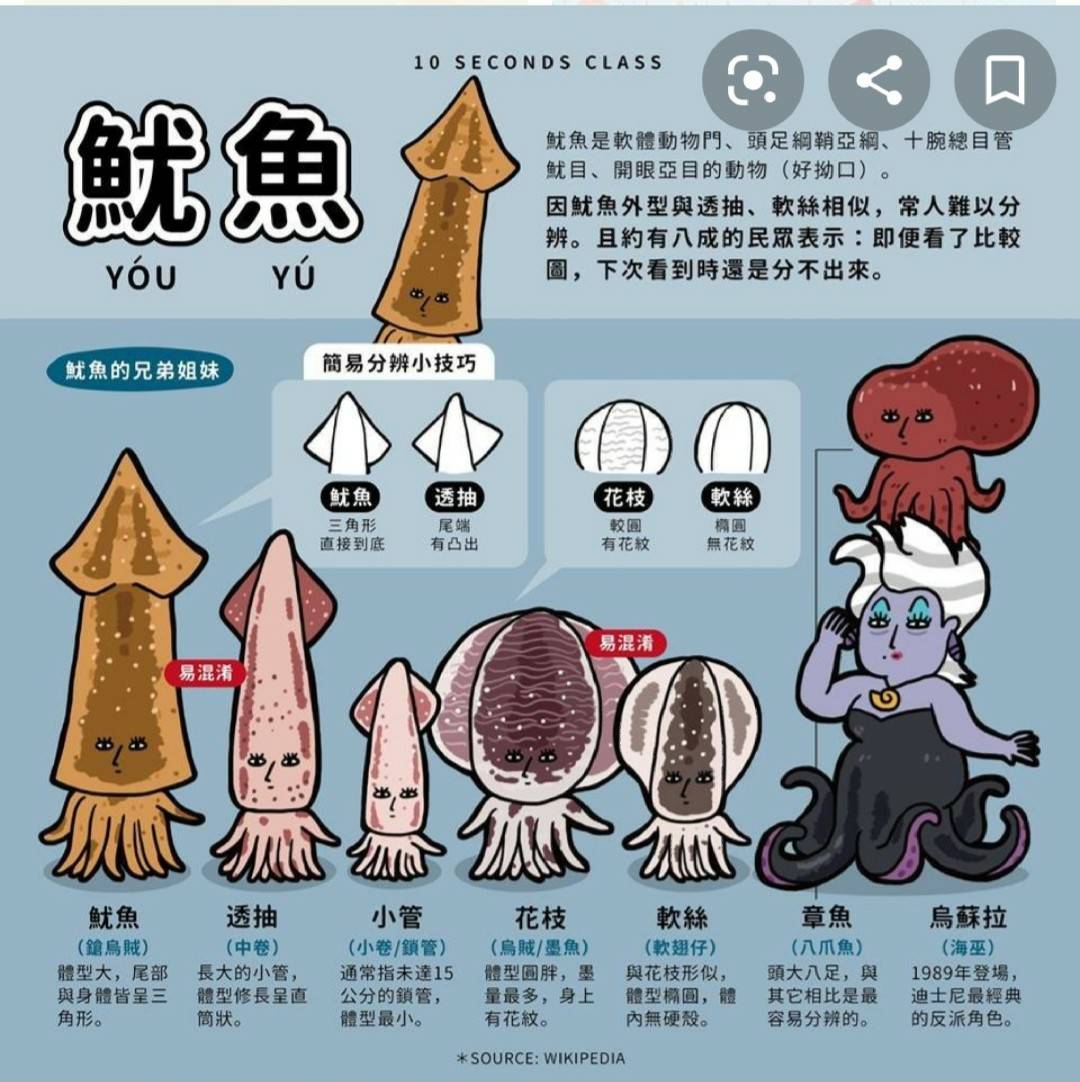 10 SECONDS CLASS
魷魚
YÓU YÚ
魷魚是軟體動物門、頭足綱鞘亞綱、十腕總目管
魷目、開眼亞目的動物（好拗口）。
因魷魚外型與透抽、軟絲相似，常人難以分
辨。且約有八成的民眾表示：即便看了比較
圖，下次看到時還是分不出來。
魷魚的兄弟姐妹
簡易分辨小技巧
魷魚
三角形
直接到底
透抽
尾端
有凸出
花枝
較圓
有花紋
軟絲
橢圓
無花紋
易混淆
易混淆
魷魚
（鎗烏賊）
體型大，尾部
與身體皆呈三
角形。
透抽
（中卷）
長大的小管，
體型修長呈直
筒狀。
小管
（小卷/鎖管）
通常指未達15
公分的鎖管，
體型最小。
花枝
（烏賊/墨魚）
體型圓胖，墨
量最多，身上
有花紋。
軟絲
（軟翅仔）
與花枝形似，
體型橢圓，體
內無硬殼。
章魚
（八爪魚）
頭大八足，與
其它相比是最
容易分辨的。
烏蘇拉
（海巫）
1989年登場，
迪士尼最經典
的反派角色。
＊SOURCE: WIKIPEDIA